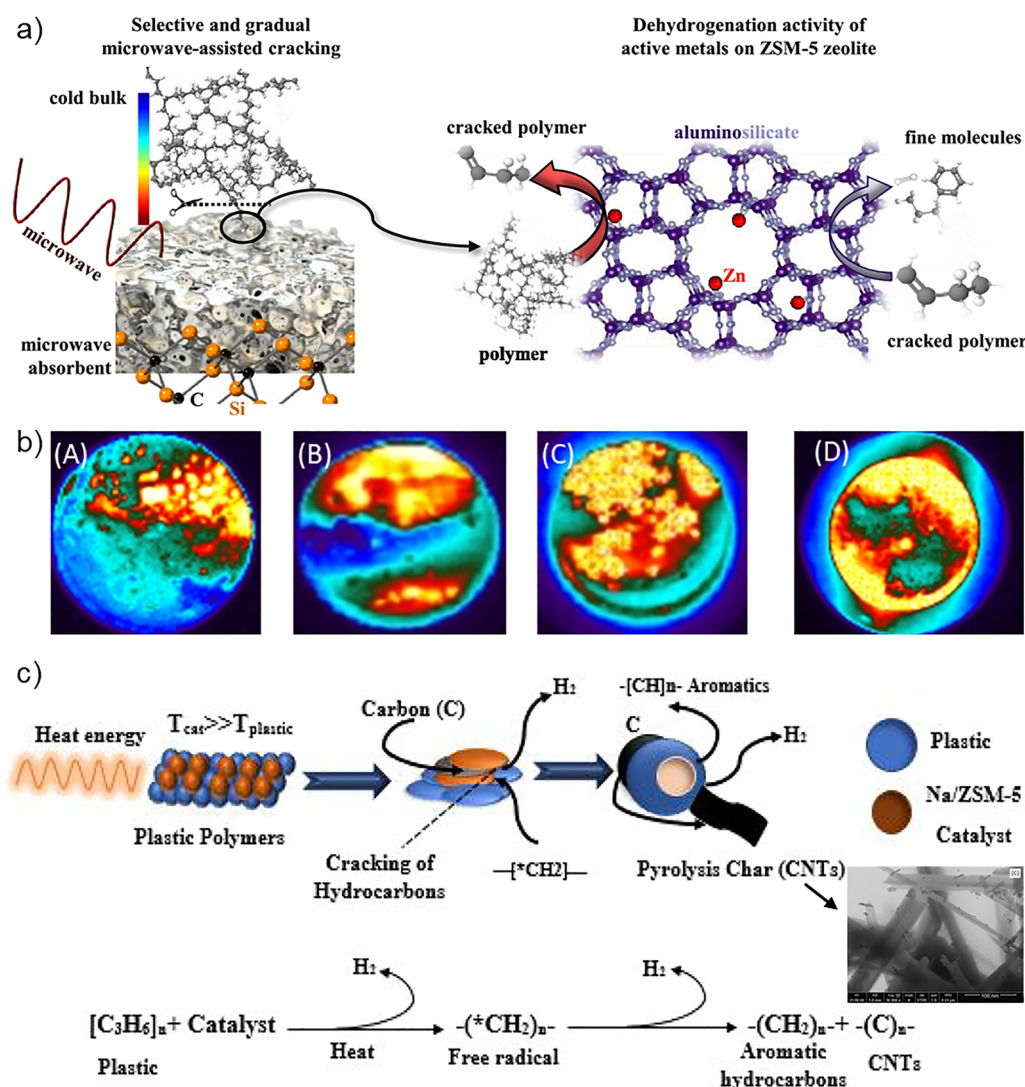 a)
Selective and gradual
microwave-assisted cracking
Dehydrogenation activity of
active metals on ZSM-5 zeolite
cold bulk
microwave
microwave
absorbent
C
Si
cracked polymer
aluminosilicate
fine molecules
Zn
polymer
cracked polymer
b)
(A)
(B)
(C)
(D)
c)
Heat energy
Tcat>>Tplastic
Plastic Polymers
Carbon (C)
H2
Cracking of
Hydrocarbons
—[*CH2]—
-[CH]n- Aromatics
C
H2
Pyrolysis Char (CNTs)
Plastic
Na/ZSM-5
Catalyst
(c)
100 nm
[C3H6]n+ Catalyst
Plastic
H2
Heat
-(*CH2)n-
Free radical
H2
-(CH2)n-+ -(C)n-
Aromatic CNTs
hydrocarbons